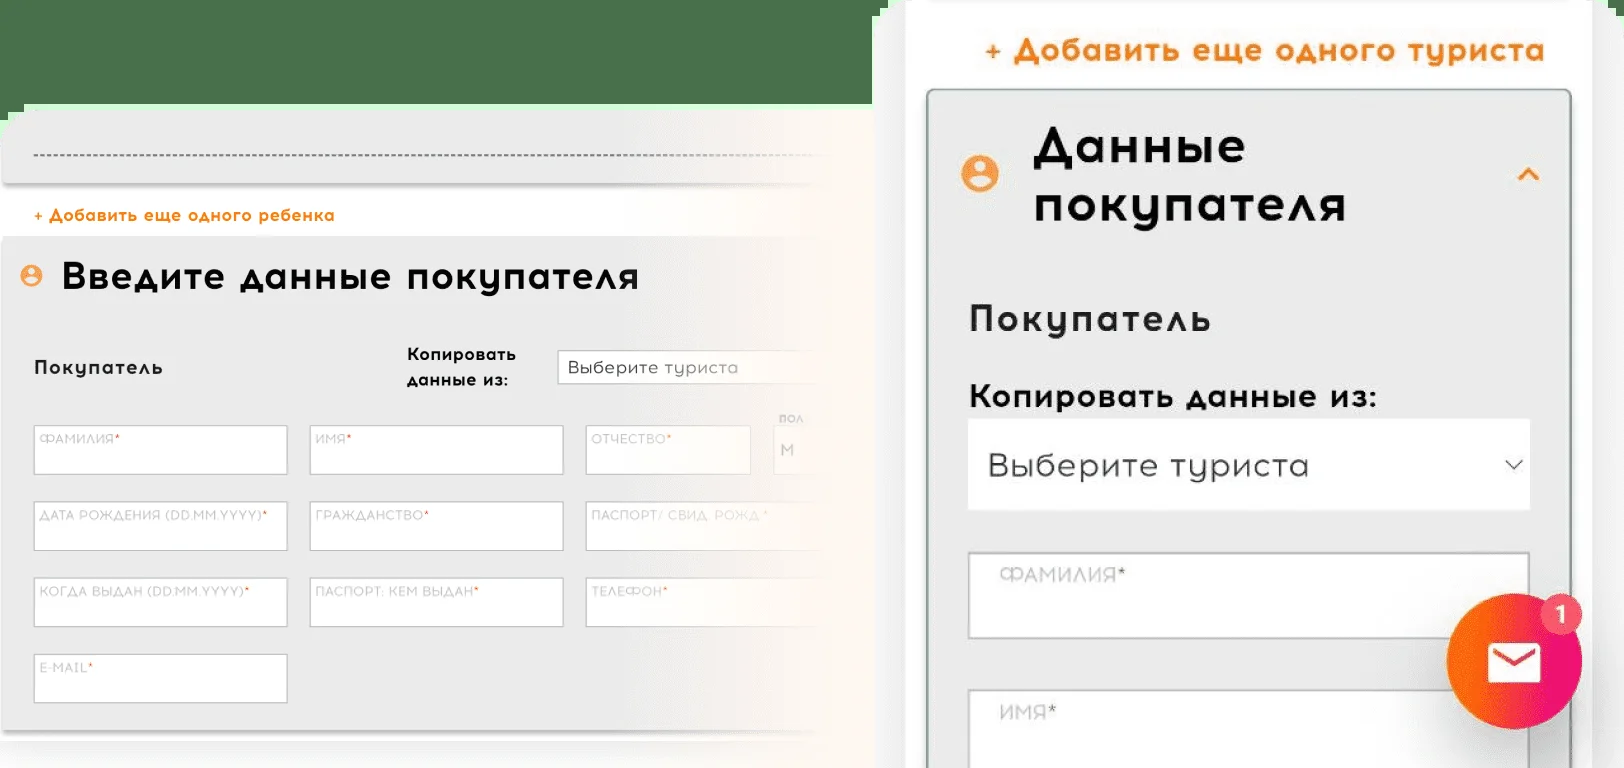 + Добавить еще одного ребенка
Введите данные покупателя
Покупатель
Копировать
данные из:
Выберите туриста
ПОЛ
ФАМИЛИЯ*
ИМЯ*
ОТЧЕСТВО*
М
ДАТА РОЖДЕНИЯ (DD.MM.YYYY)*
ГРАЖДАНСТВО*
ПАСПОРТ/ СВИД. РОЖД.*
КОГДА ВЫДАН (DD.MM.YYYY)*
ПАСПОРТ: КЕМ ВЫДАН*
ТЕЛЕФОН*
E-MAIL*
+ Добавить еще одного туриста
Данные
покупателя
Покупатель
Копировать данные из:
Выберите туриста
ФАМИЛИЯ*
1
ИМЯ*